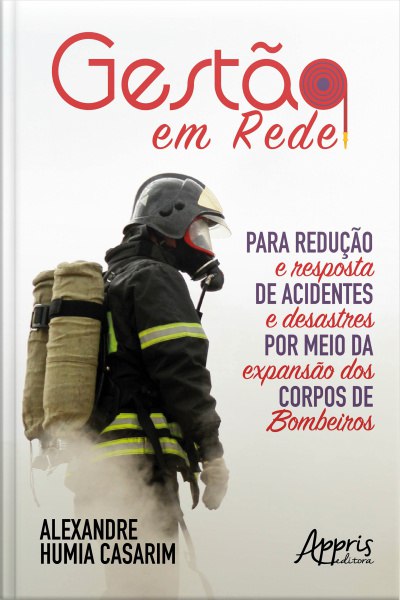 Gestão
em Rede
PARA REDUÇÃO
e resposta
DE ACIDENTES
e desastres
POR MEIO DA
expansão dos
CORPOS DE
Bombeiros
ALEXANDRE
HUMIA CASARIM
Appris
editora